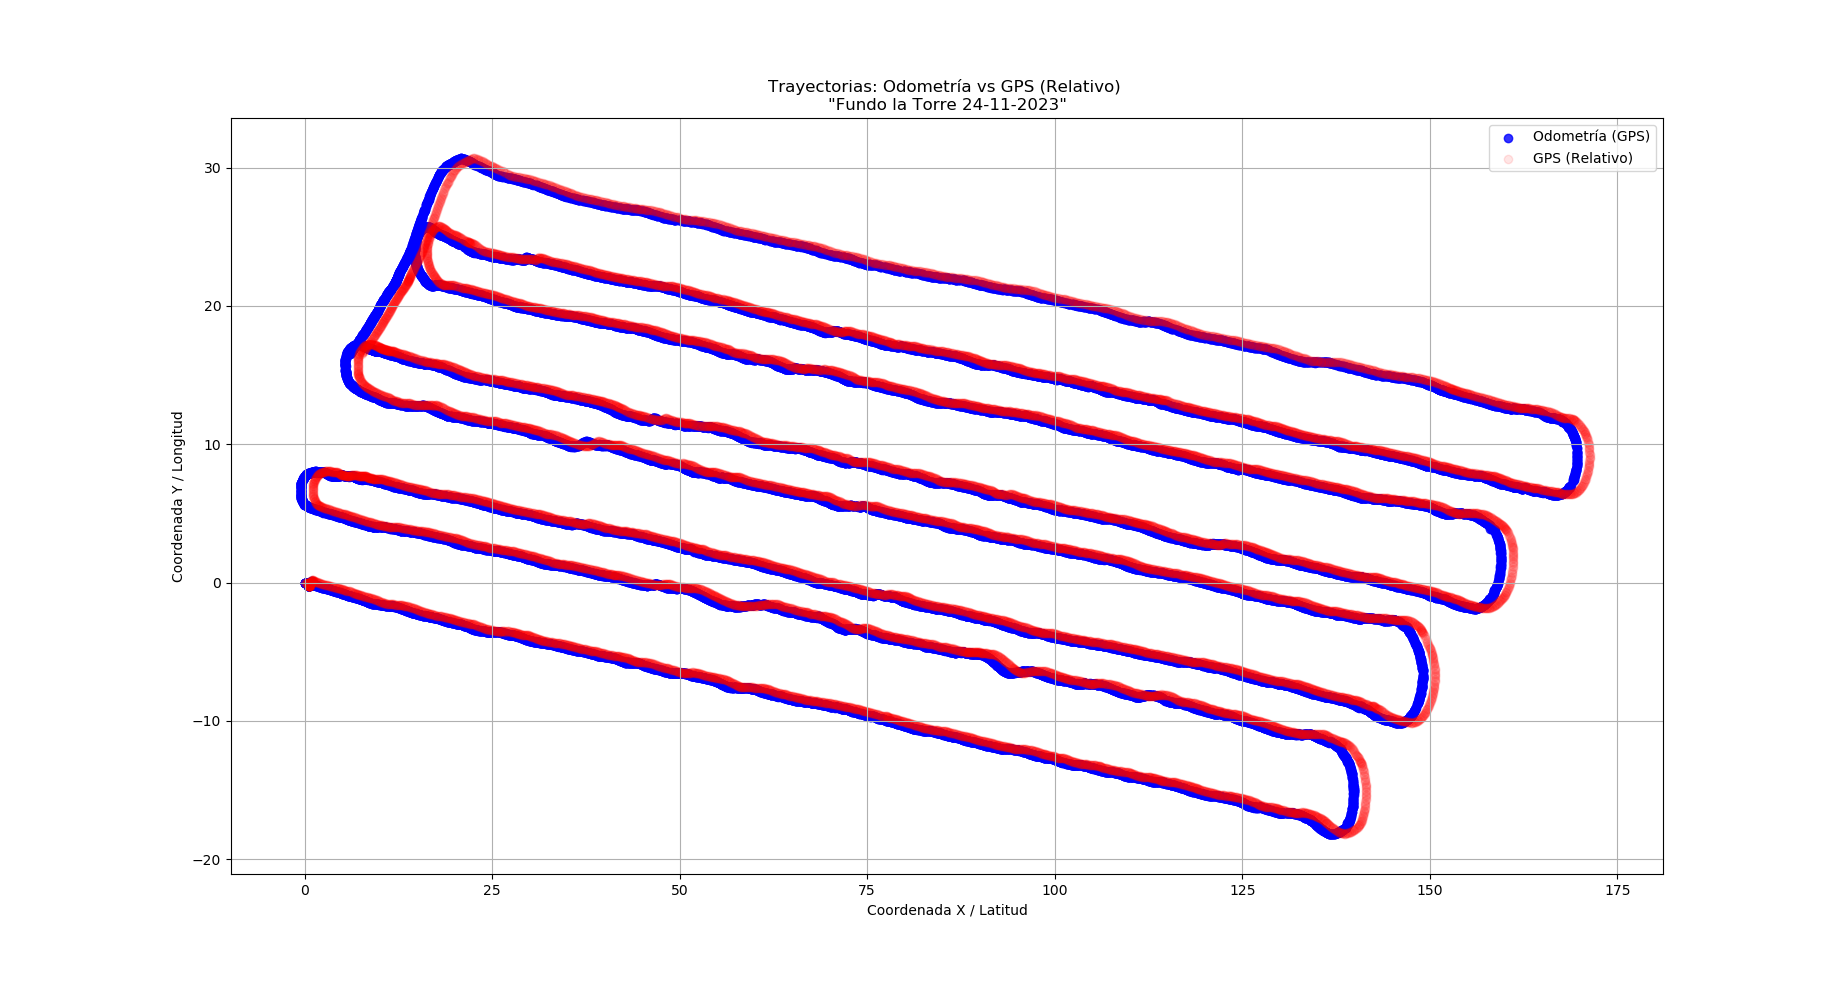 Trayectorias: Odometría vs GPS (Relativo)
"Fundo la Torre 24-11-2023"
Odometría (GPS)
GPS (Relativo)
Coordenada Y / Longitud
30
20
10
0
−10
−20
0 25 50 75 100 125 150 175
Coordenada X / Latitud